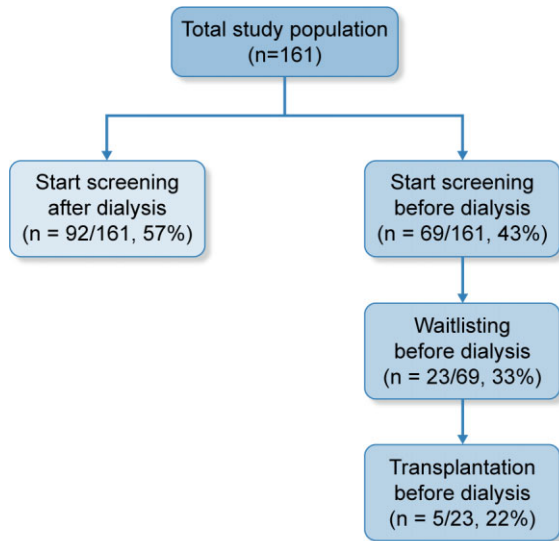 Total study population
(n=161)
Start screening
after dialysis
(n = 92/161, 57%)
Start screening
before dialysis
(n = 69/161, 43%)
Waitlisting
before dialysis
(n = 23/69, 33%)
Transplantation
before dialysis
(n = 5/23, 22%)